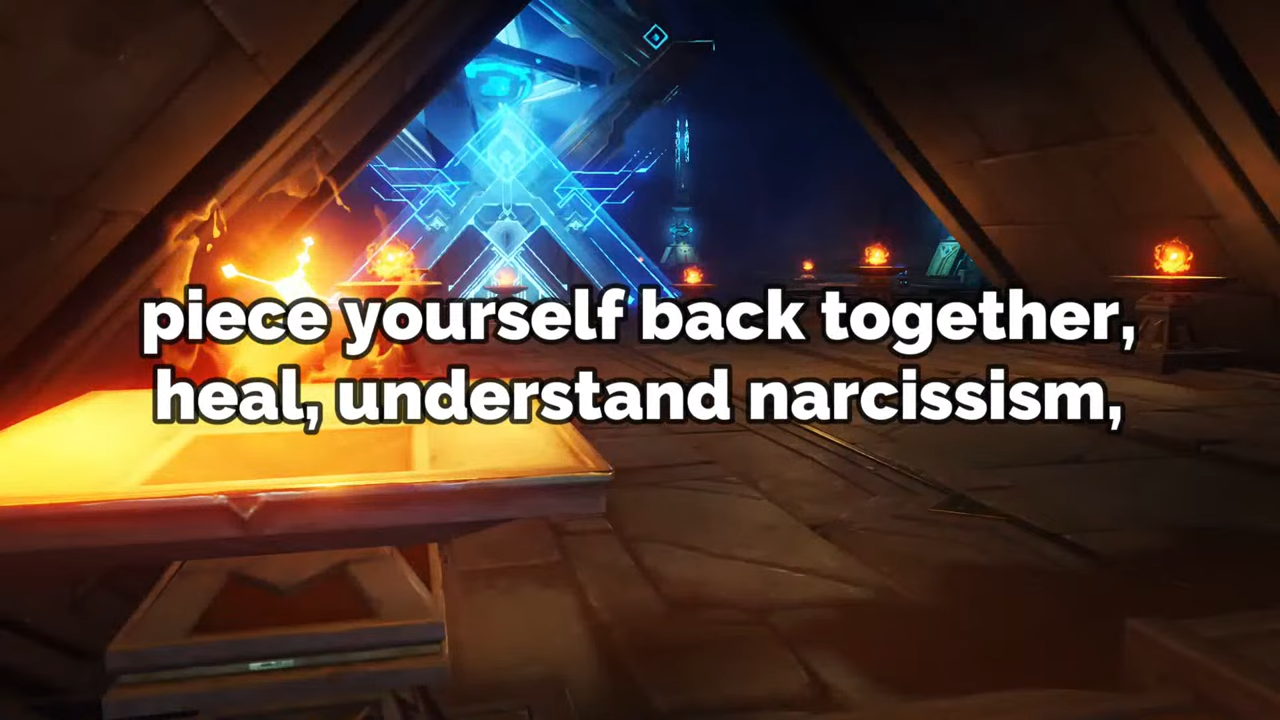 piece yourself back together,
heal, understand narcissism,